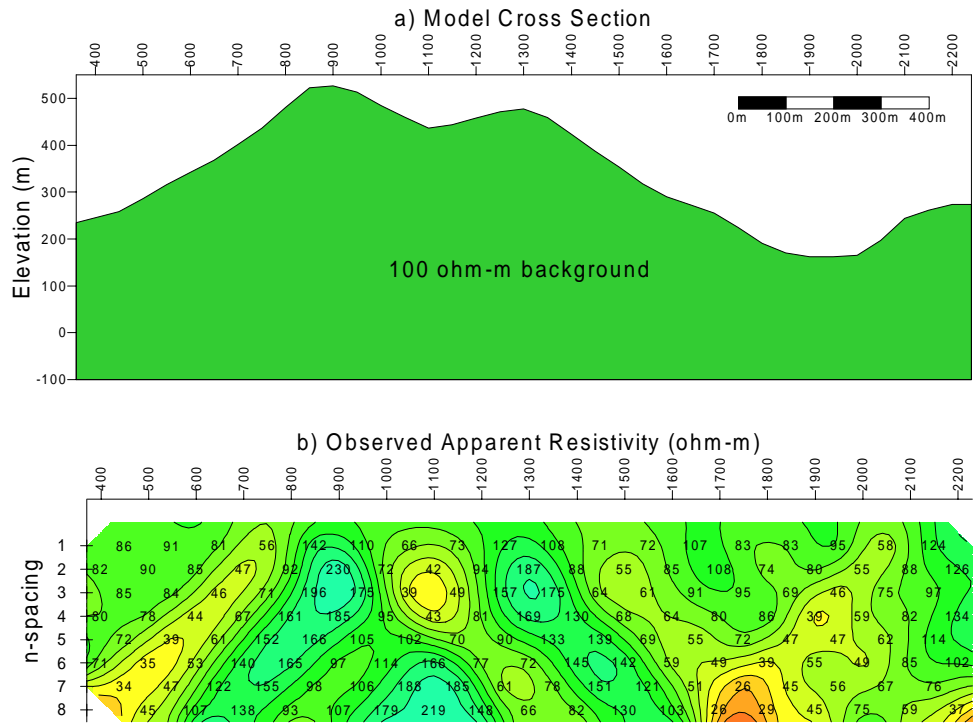 a) Model Cross Section
400 500 600 700 800 900 1000 1100 1200 1300 1400 1500 1600 1700 1800 1900 2000 2100 2200
500
400
300
200
100
0
-100
Elevation (m)
0m 100m 200m 300m 400m
100 ohm-m background
b) Observed Apparent Resistivity (ohm-m)
400 500 600 700 800 900 1000 1100 1200 1300 1400 1500 1600 1700 1800 1900 2000 2100 2200
n-spacing
1 86 91 81 56 142 110 66 73 127 108 71 72 107 83 83 95 58 124
2 82 90 85 47 92 230 72 42 94 187 88 55 85 108 74 80 55 88 126
3 85 84 46 71 196 175 39 49 157 175 64 61 91 95 69 46 75 97
4 80 78 44 67 161 185 95 43 81 169 130 68 64 80 86 39 59 82 134
5 72 39 61 152 166 105 102 70 90 133 139 69 55 72 47 47 62 114
6 71 35 53 140 165 97 114 166 77 72 145 142 59 49 39 55 49 85 102
7 34 47 122 155 98 106 188 185 61 78 151 121 51 26 45 56 67 76
8 45 107 138 93 107 179 219 148 66 82 130 103 26 29 45 75 59 37